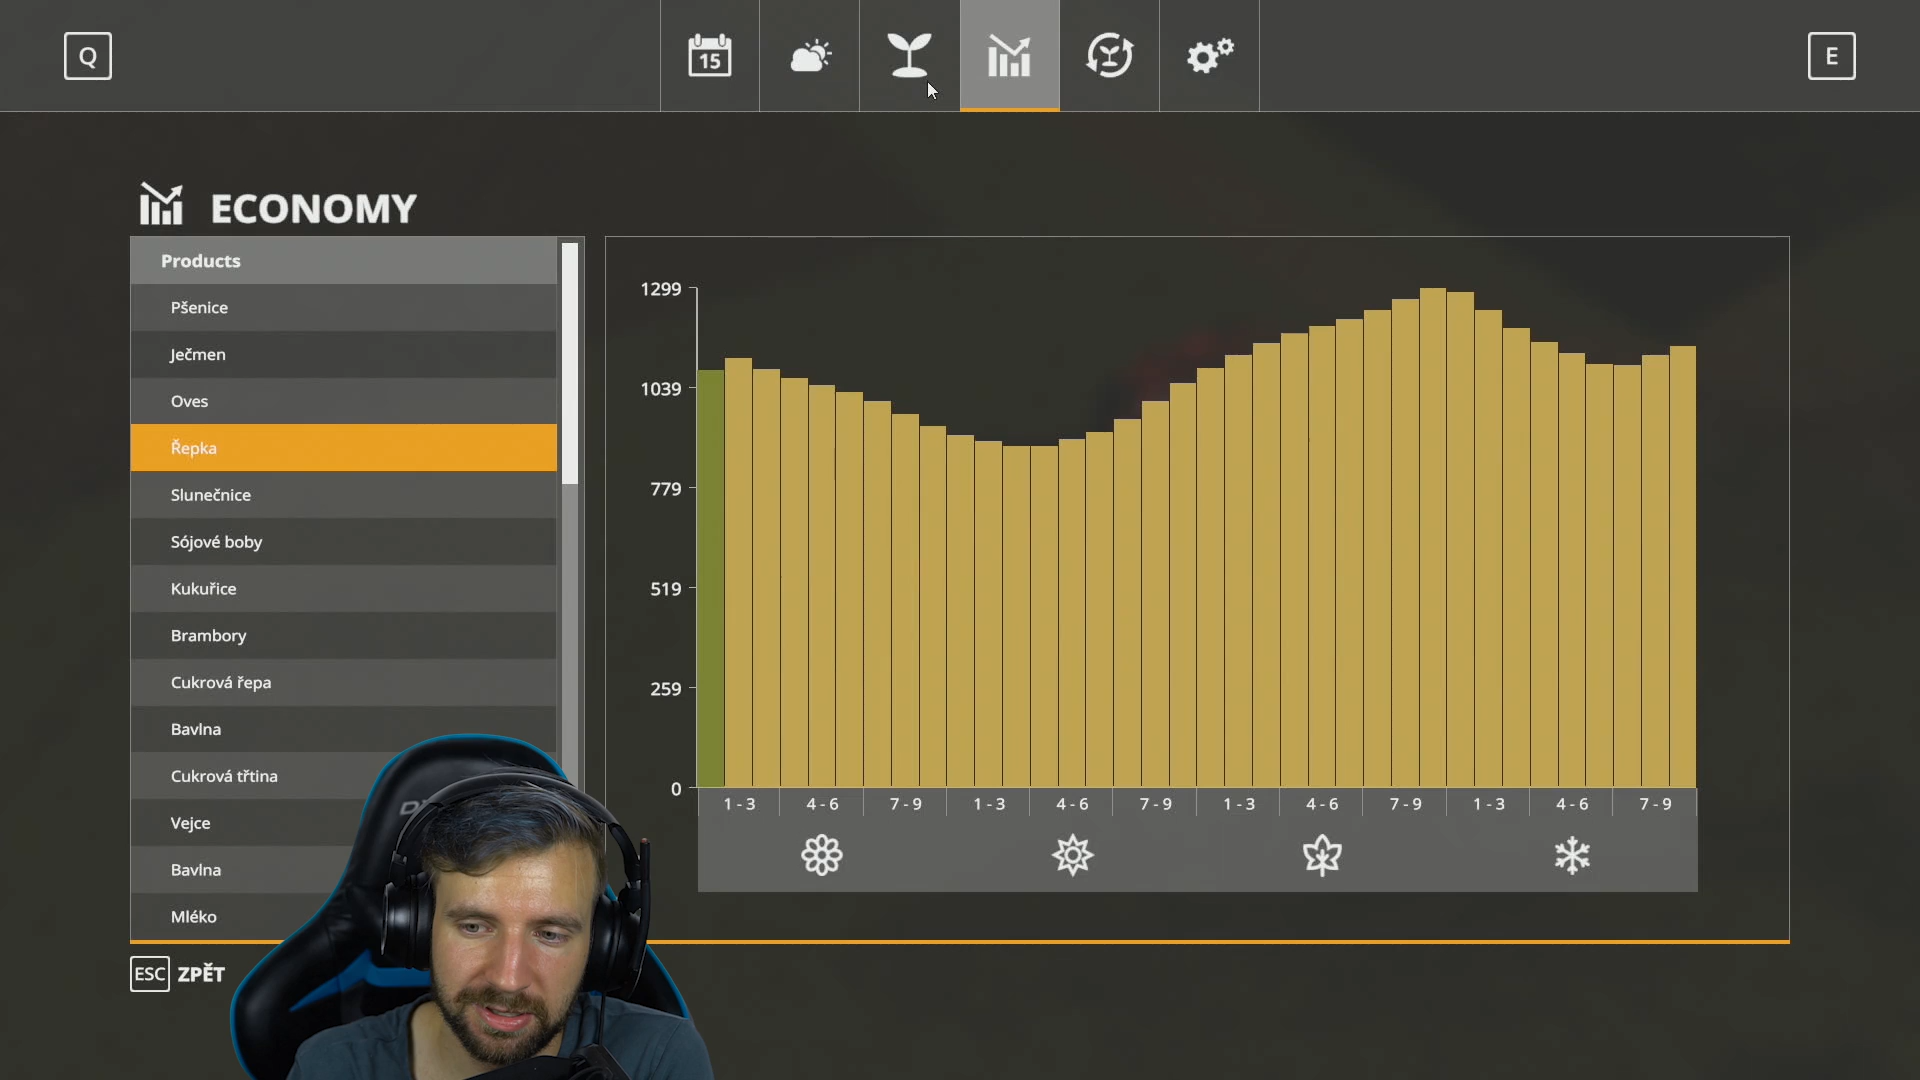 Q
15
E
ECONOMY
Products
Pšenice
Ječmen
Oves
Řepka
Slunečnice
Sójové boby
Kukuřice
Brambory
Cukrová řepa
Bavlna
Cukrová třtina
Vejce
Bavlna
Mléko
1299
1039
779
519
259
0
1 - 3 4 - 6 7 - 9 1 - 3 4 - 6 7 - 9 1 - 3 4 - 6 7 - 9 1 - 3 4 - 6 7 - 9
ESC ZPĚT